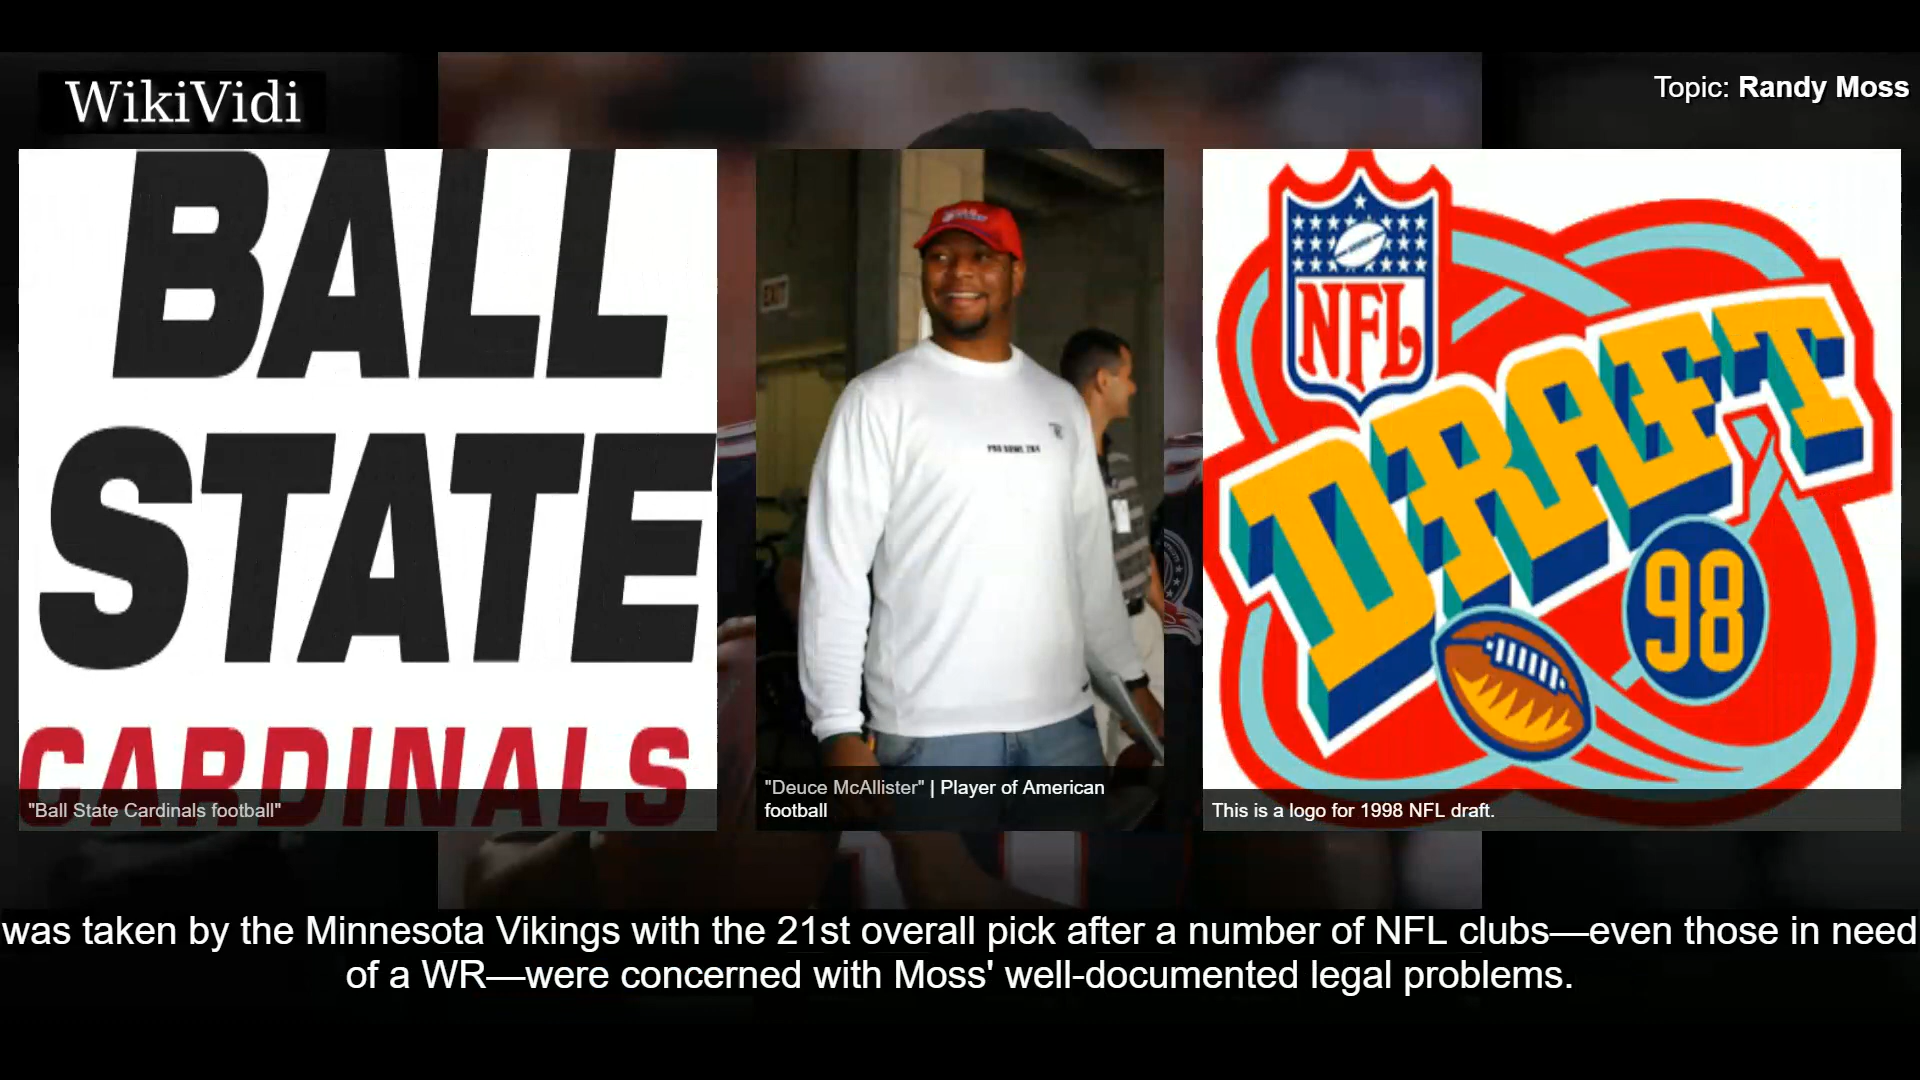 WikiVidi
Topic: Randy Moss
BALL
STATE
CARDINALS
"Ball State Cardinals football"
EXIT
"Deuce McAllister" | Player of American
football
NFL
DRAFT
98
This is a logo for 1998 NFL draft.
was taken by the Minnesota Vikings with the 21st overall pick after a number of NFL clubs—even those in need
of a WR—were concerned with Moss' well-documented legal problems.